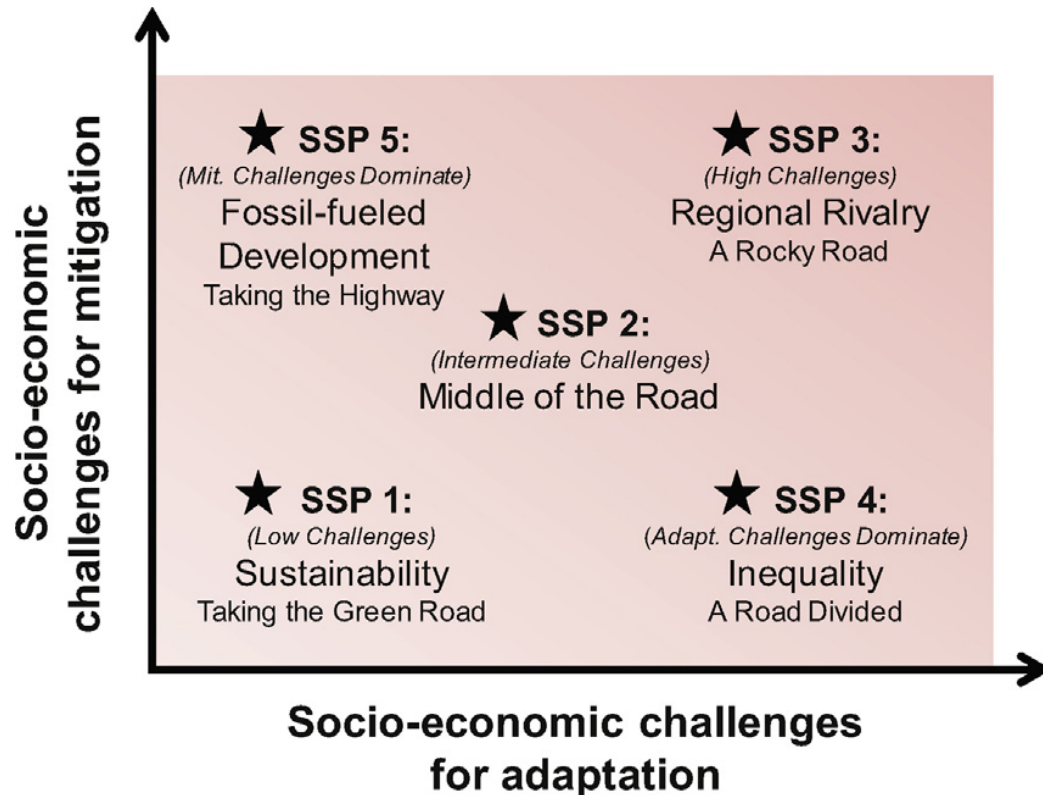 Socio-economic
challenges for mitigation
SSP 5:
(Mit. Challenges Dominate)
Fossil-fueled
Development
Taking the Highway
SSP 3:
(High Challenges)
Regional Rivalry
A Rocky Road
SSP 2:
(Intermediate Challenges)
Middle of the Road
SSP 1:
(Low Challenges)
Sustainability
Taking the Green Road
SSP 4:
(Adapt. Challenges Dominate)
Inequality
A Road Divided
Socio-economic challenges
for adaptation